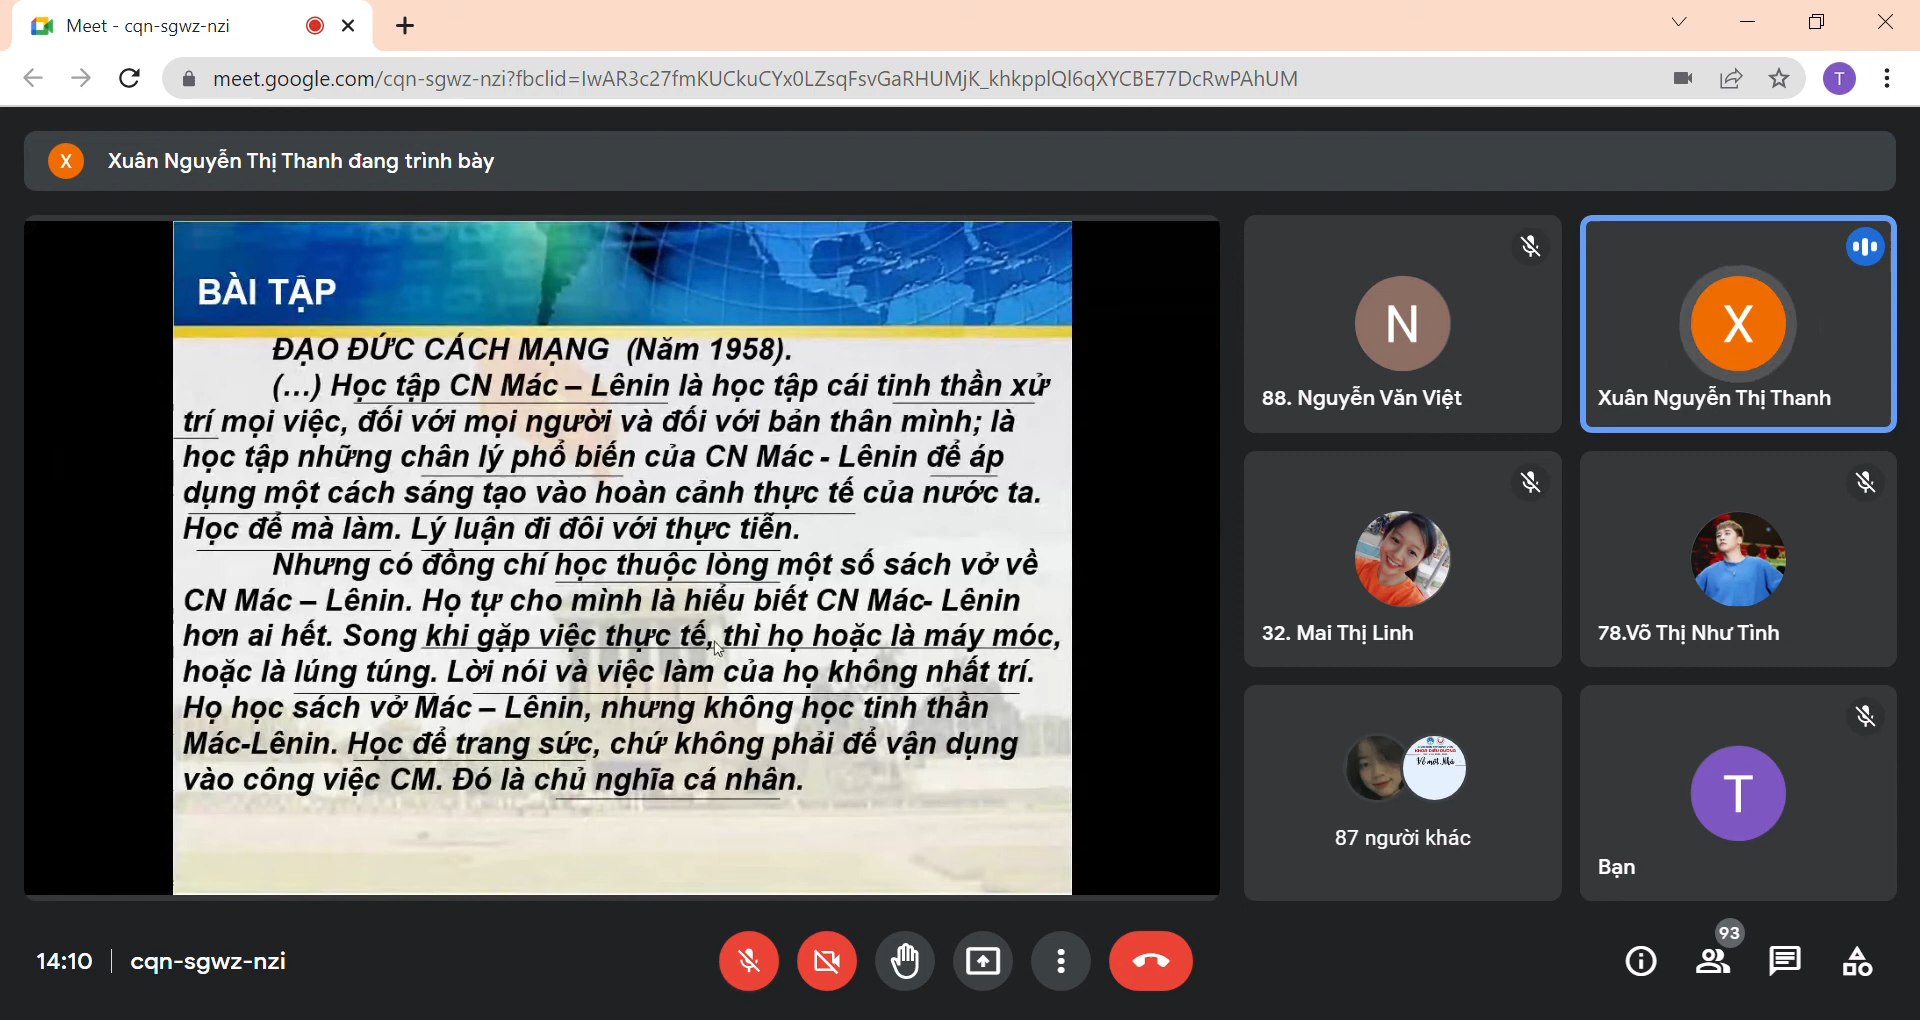 Meet - cqn-sgwz-nzi
meet.google.com/cqn-sgwz-nzi?fbclid=IwAR3c27fmKUCkuCYx0LZsqFsvGaRHUMjK_khkpplQl6qXYCBE77DcRwPAhUM
T
X
Xuân Nguyễn Thị Thanh đang trình bày
BÀI TẬP
ĐẠO ĐỨC CÁCH MẠNG (Năm 1958).
(...) Học tập CN Mác – Lênin là học tập cái tinh thần xử
trí mọi việc, đối với mọi người và đối với bản thân mình; là
học tập những chân lý phổ biến của CN Mác - Lênin để áp
dụng một cách sáng tạo vào hoàn cảnh thực tế của nước ta.
Học để mà làm. Lý luận đi đôi với thực tiễn.
Nhưng có đồng chí học thuộc lòng một số sách vở về
CN Mác – Lênin. Họ tự cho mình là hiểu biết CN Mác- Lênin
hơn ai hết. Song khi gặp việc thực tế, thì họ hoặc là máy móc,
hoặc là lúng túng. Lời nói và việc làm của họ không nhất trí.
Họ học sách vở Mác – Lênin, nhưng không học tinh thần
Mác-Lênin. Học để trang sức, chứ không phải để vận dụng
vào công việc CM. Đó là chủ nghĩa cá nhân.
N
88. Nguyễn Văn Việt
X
Xuân Nguyễn Thị Thanh
32. Mai Thị Linh
78.Võ Thị Như Tình
87 người khác
T
Bạn
14:10
cqn-sgwz-nzi
93